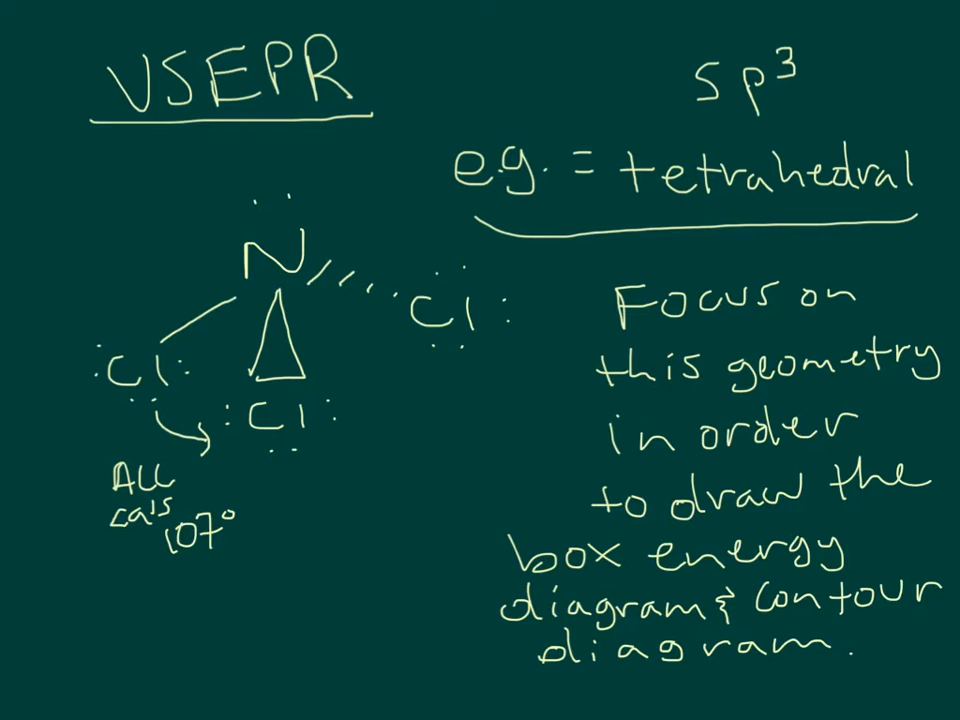 VSEPR
sp³
e.g. = tetrahedral
N
Cl
Cl
Cl
ALL
107°
Focus on
this geometry
in order
to draw the
box energy
diagram & contour
diagram.